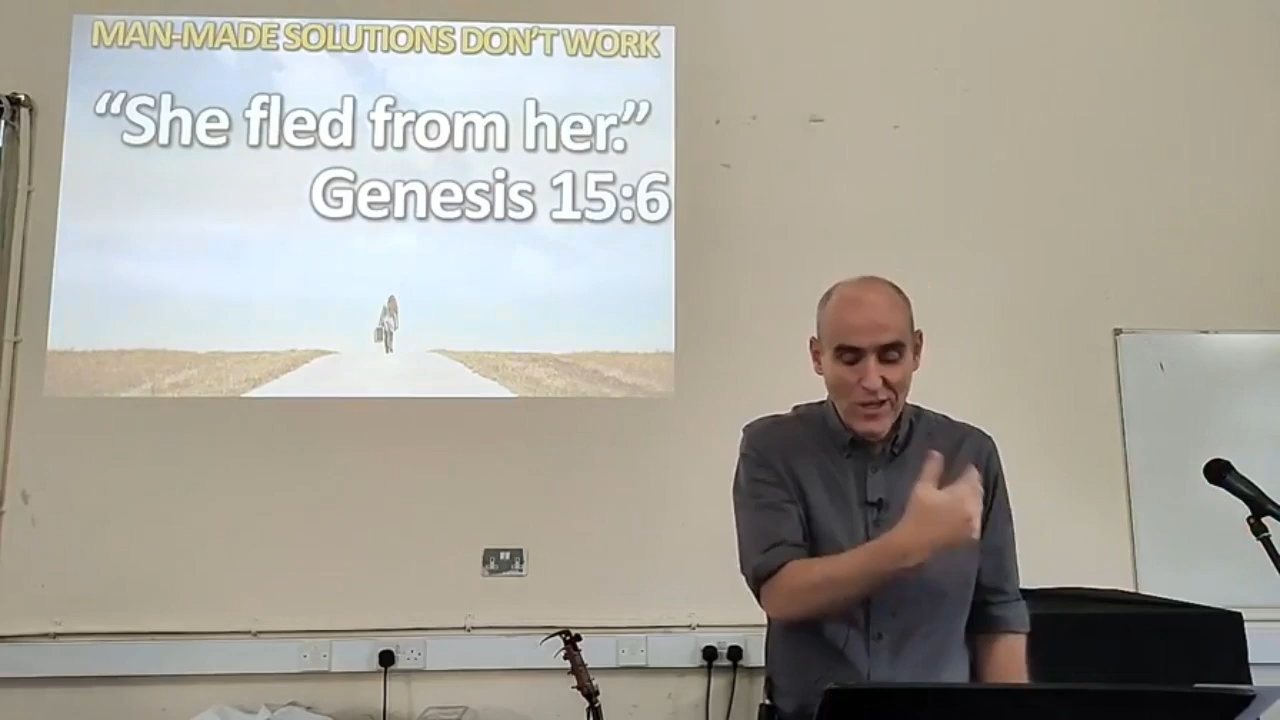 MAN-MADE SOLUTIONS DON'T WORK
“She fled from her.”
Genesis 15:6